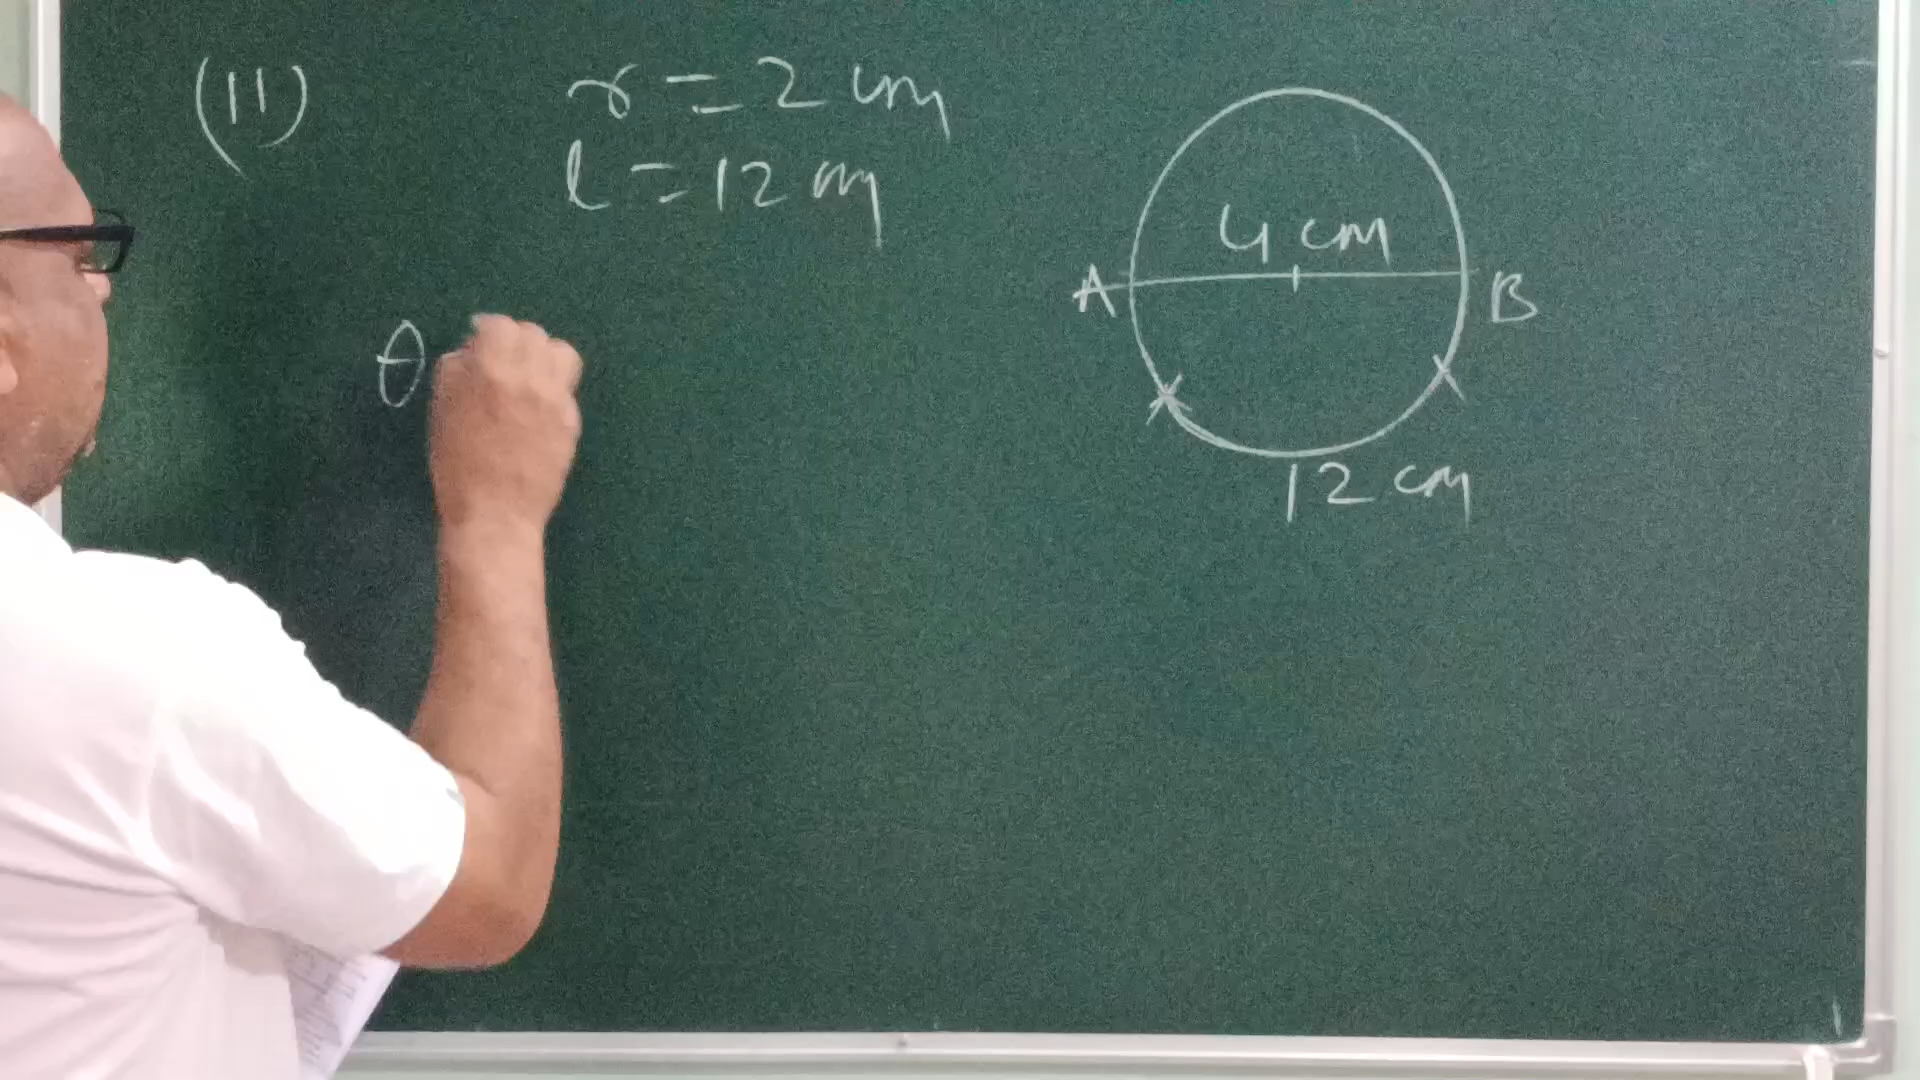 (11)
r = 2 cm
l = 12 cm
θ
4 cm
A
B
12 cm